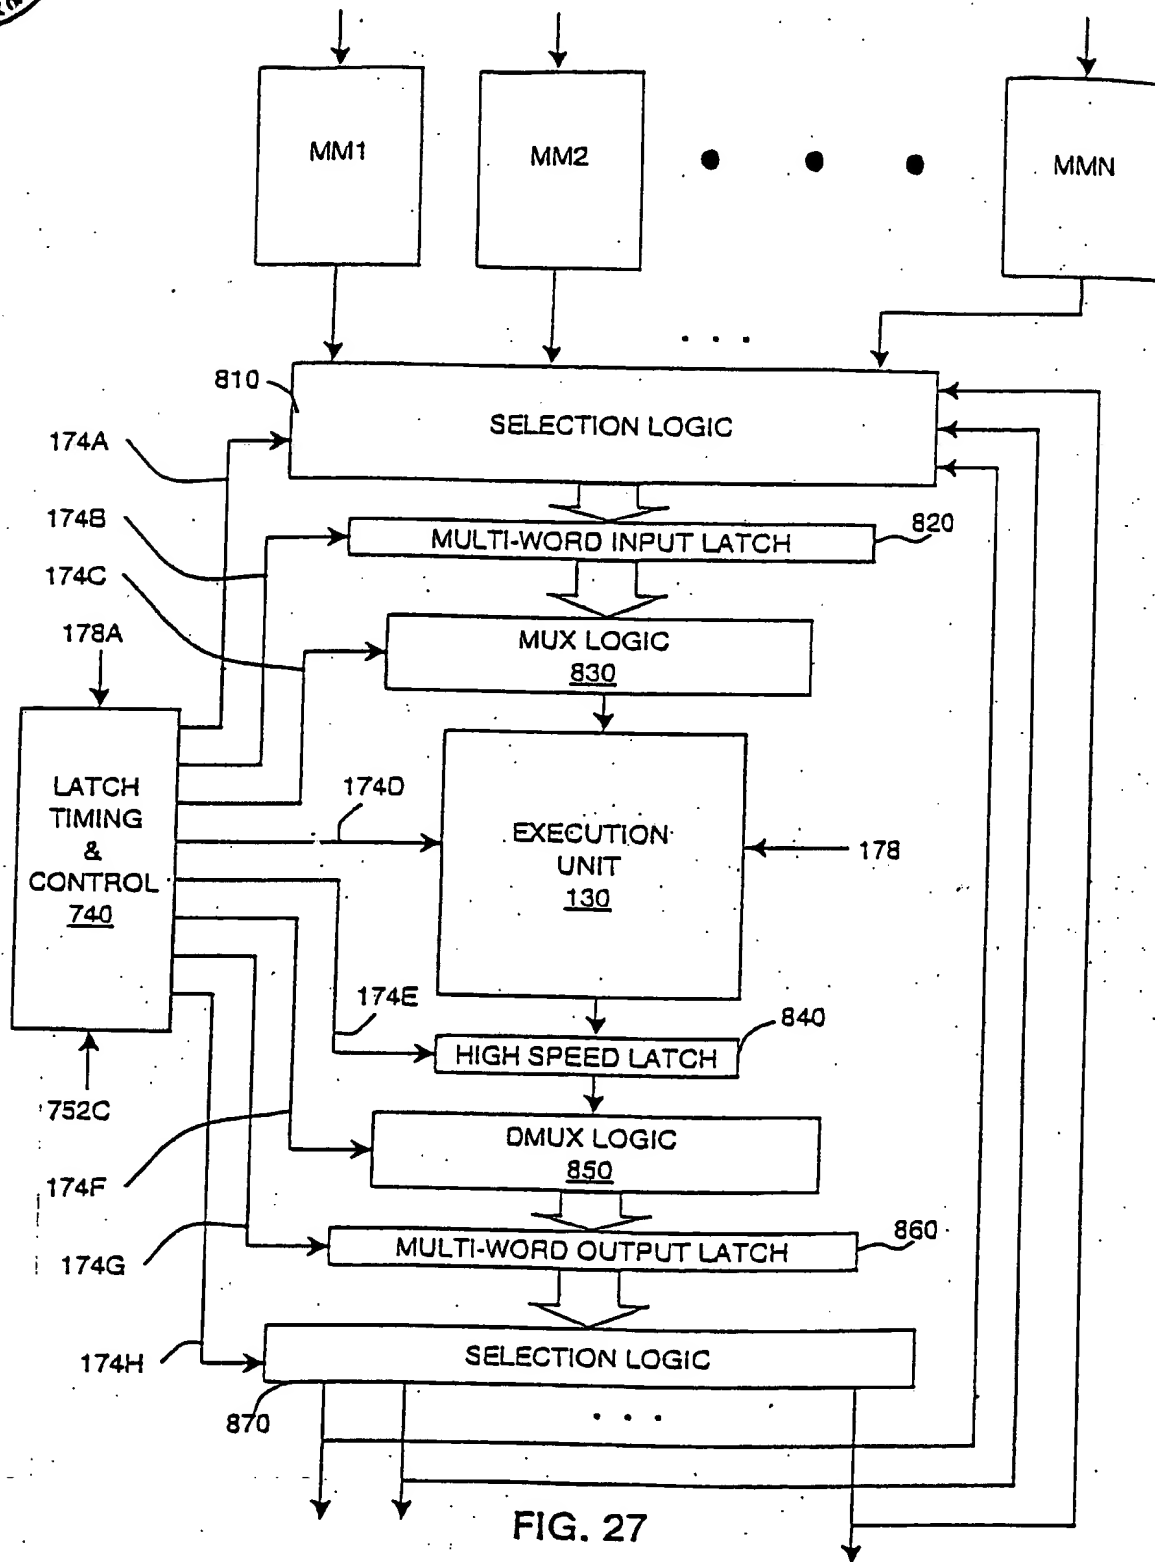 MM1
MM2
MMN
810
SELECTION LOGIC
174A
174B
820
MULTI-WORD INPUT LATCH
174C
178A
MUX LOGIC
830
LATCH
TIMING
&
CONTROL
740
174D
EXECUTION
UNIT
130
178
174E
840
HIGH SPEED LATCH
752C
DMUX LOGIC
850
174F
860
MULTI-WORD OUTPUT LATCH
174G
174H
SELECTION LOGIC
870
FIG. 27